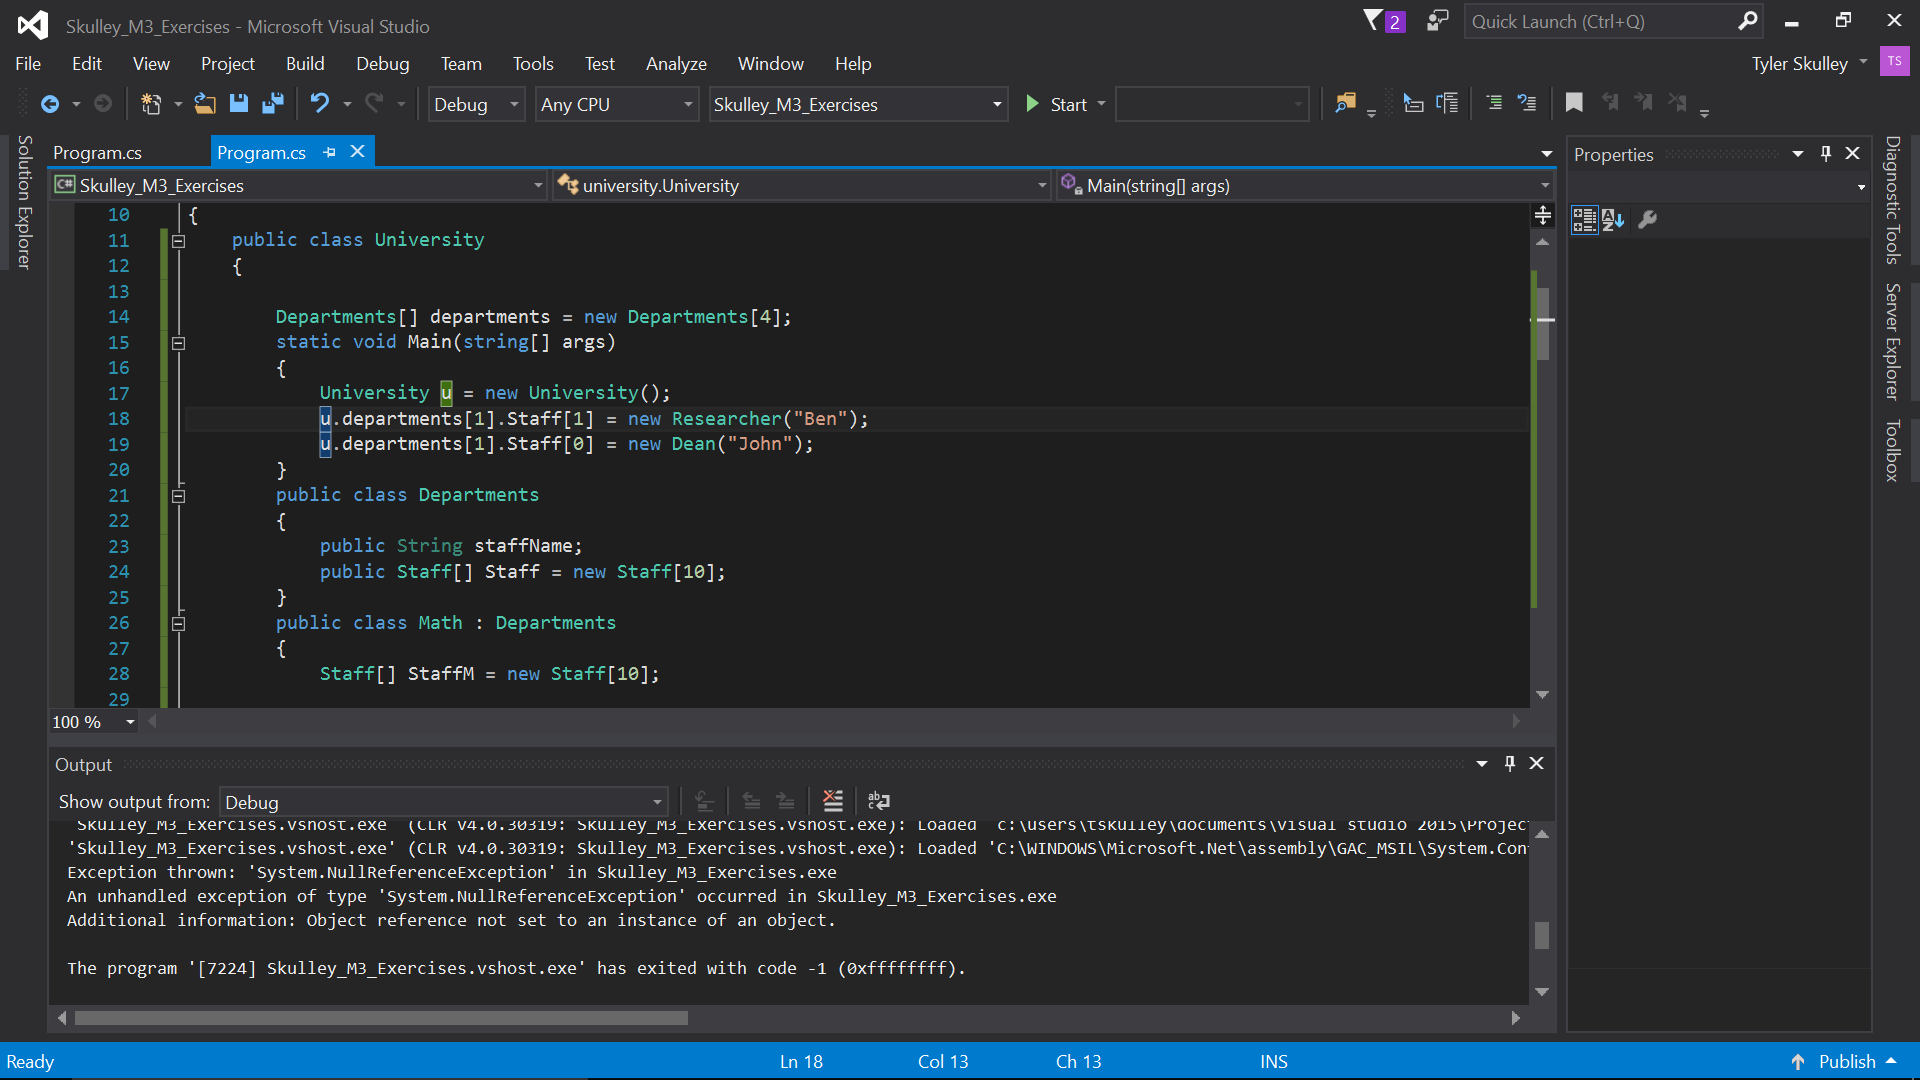 Skulley_M3_Exercises - Microsoft Visual Studio
2
Quick Launch (Ctrl+Q)
File Edit View Project Build Debug Team Tools Test Analyze Window Help
Tyler Skulley TS
Debug Any CPU Skulley_M3_Exercises Start
Solution Explorer
Program.cs Program.cs
Skulley_M3_Exercises university.University Main(string[] args)
10 {
11 public class University
12 {
13
14 Departments[] departments = new Departments[4];
15 static void Main(string[] args)
16 {
17 University u = new University();
18 u.departments[1].Staff[1] = new Researcher("Ben");
19 u.departments[1].Staff[0] = new Dean("John");
20 }
21 public class Departments
22 {
23 public String staffName;
24 public Staff[] Staff = new Staff[10];
25 }
26 public class Math : Departments
27 {
28 Staff[] StaffM = new Staff[10];
29
100 %
Output
Show output from: Debug
'Skulley_M3_Exercises.vshost.exe' (CLR v4.0.30319: Skulley_M3_Exercises.vshost.exe): Loaded 'c:\users\tskulley\documents\visual studio 2015\Project
'Skulley_M3_Exercises.vshost.exe' (CLR v4.0.30319: Skulley_M3_Exercises.vshost.exe): Loaded 'C:\WINDOWS\Microsoft.Net\assembly\GAC_MSIL\System.Con
Exception thrown: 'System.NullReferenceException' in Skulley_M3_Exercises.exe
An unhandled exception of type 'System.NullReferenceException' occurred in Skulley_M3_Exercises.exe
Additional information: Object reference not set to an instance of an object.
The program '[7224] Skulley_M3_Exercises.vshost.exe' has exited with code -1 (0xffffffff).
Properties
Diagnostic Tools
Server Explorer
Toolbox
Ready Ln 18 Col 13 Ch 13 INS Publish